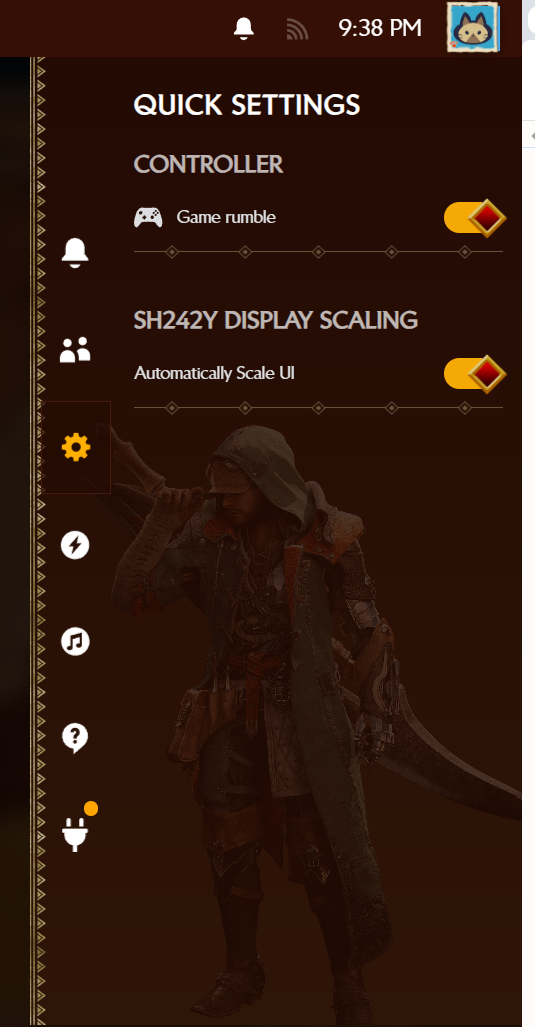 9:38 PM
QUICK SETTINGS
CONTROLLER
Game rumble
SH242Y DISPLAY SCALING
Automatically Scale UI